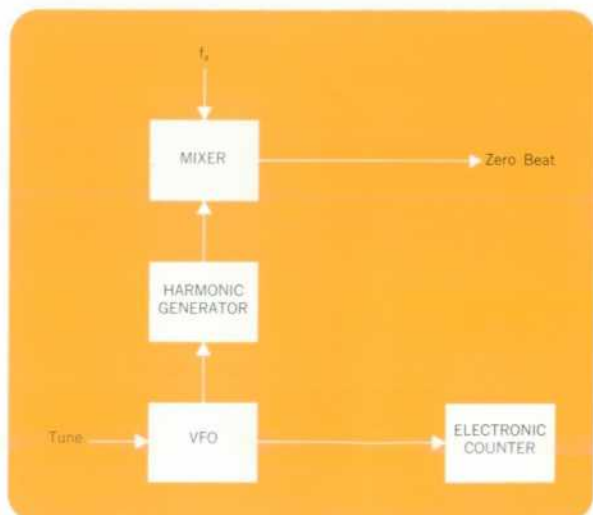 fx
MIXER
Zero Beat
HARMONIC
GENERATOR
Tune
VFO
ELECTRONIC
COUNTER